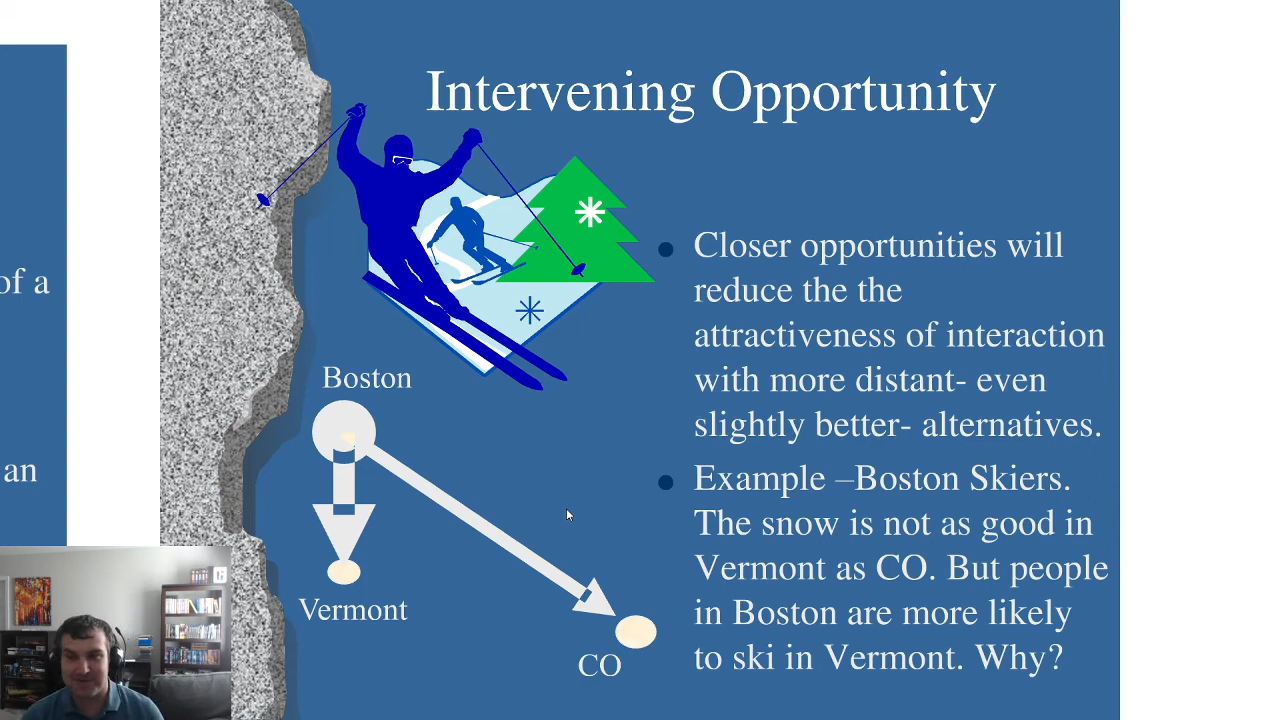 Intervening Opportunity
of a
an
Boston
Vermont
CO
Closer opportunities will
reduce the the
attractiveness of interaction
with more distant- even
slightly better- alternatives.
Example –Boston Skiers.
The snow is not as good in
Vermont as CO. But people
in Boston are more likely
to ski in Vermont. Why?